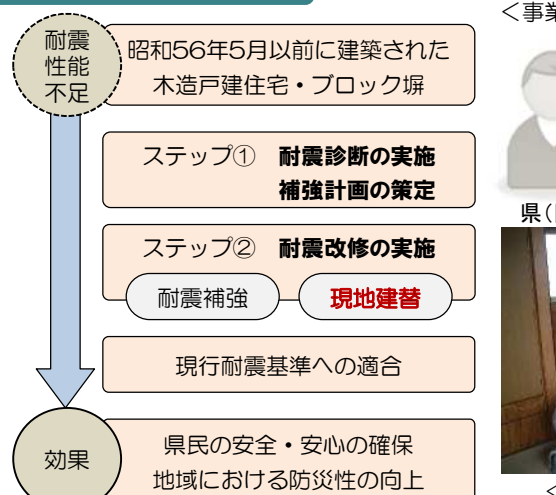 耐震
性能
不足
昭和56年5月以前に建築された
木造戸建住宅・ブロック塀
ステップ① 耐震診断の実施
補強計画の策定
ステップ② 耐震改修の実施
耐震補強
現地建替
現行耐震基準への適合
効果
県民の安全・安心の確保
地域における防災性の向上
＜事業
県(
＜